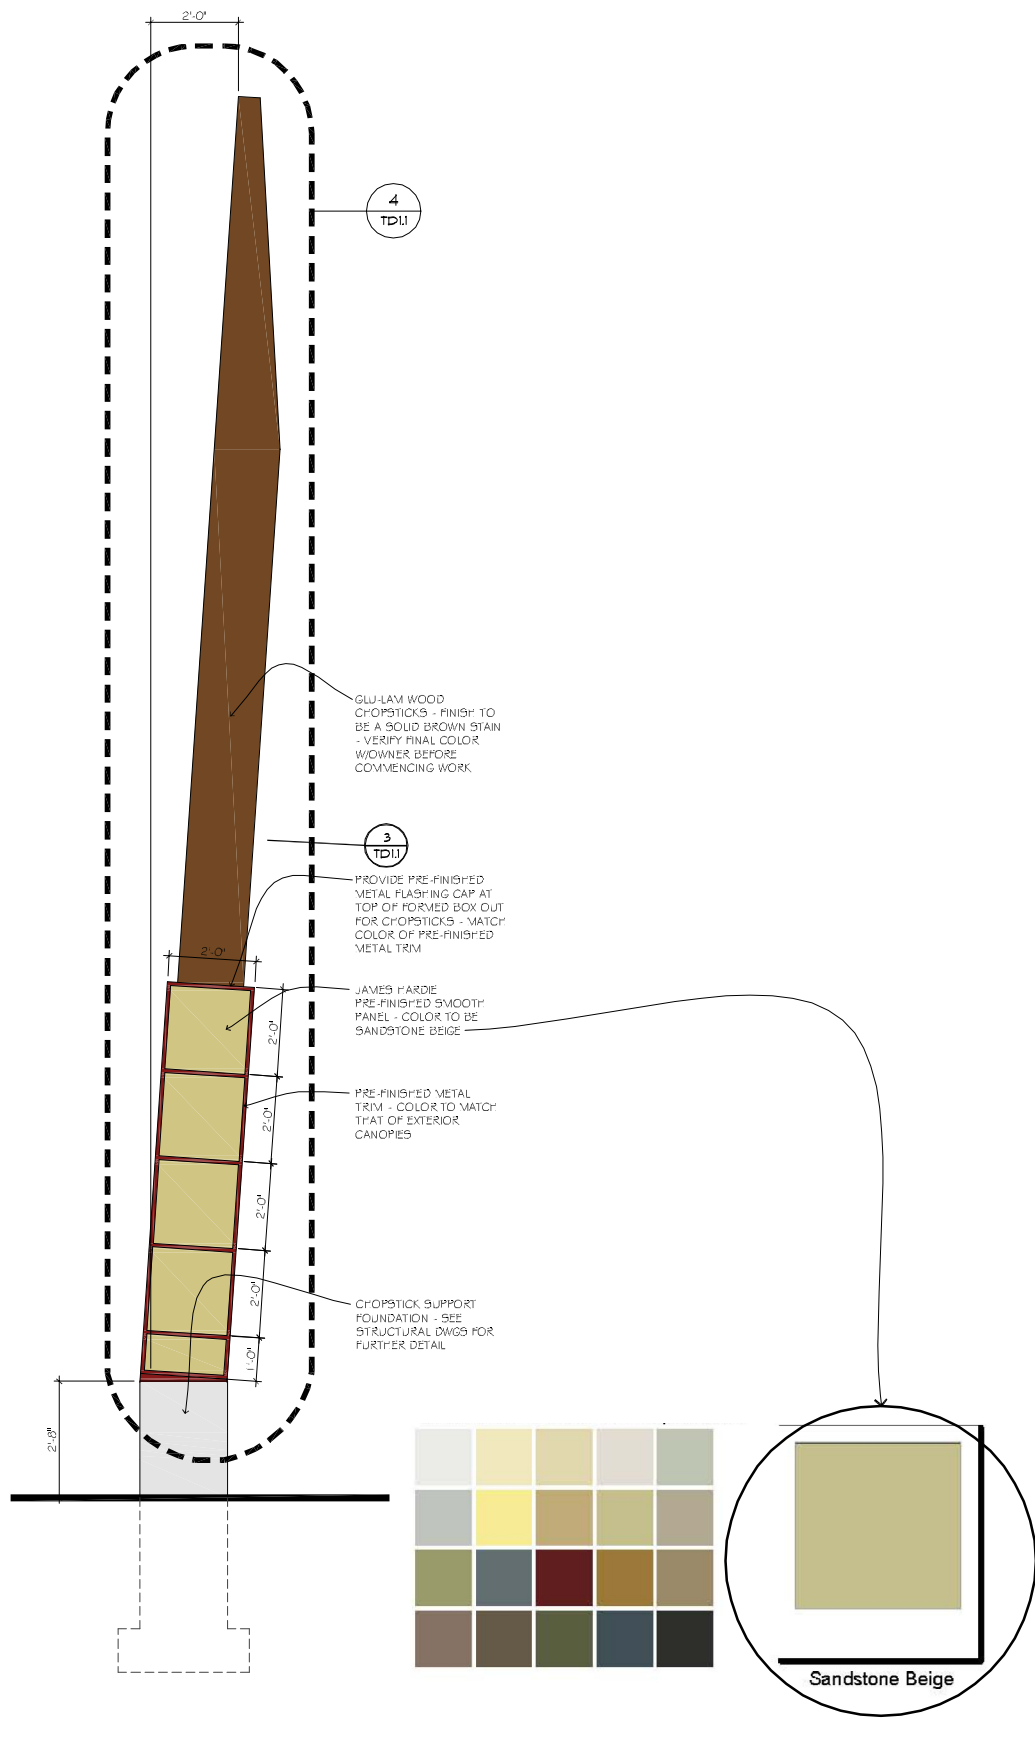 2'-0"
4
TD1.1
GLU-LAM WOOD
CHOPSTICKS - FINISH TO
BE A SOLID BROWN STAIN
- VERIFY FINAL COLOR
W/OWNER BEFORE
COMMENCING WORK
3
TD1.1
PROVIDE PRE-FINISHED
METAL FLASHING CAP AT
TOP OF FORMED BOX OUT
FOR CHOPSTICKS - MATCH
COLOR OF PRE-FINISHED
METAL TRIM
2'-0"
JAMES HARDIE
PRE-FINISHED SMOOTH
PANEL - COLOR TO BE
SANDSTONE BEIGE
2'-0"
PRE-FINISHED METAL
TRIM - COLOR TO MATCH
THAT OF EXTERIOR
CANOPIES
2'-0"
2'-0"
2'-0"
CHOPSTICK SUPPORT
FOUNDATION - SEE
STRUCTURAL DWGS FOR
FURTHER DETAIL
1'-0"
2'-8"
Sandstone Beige